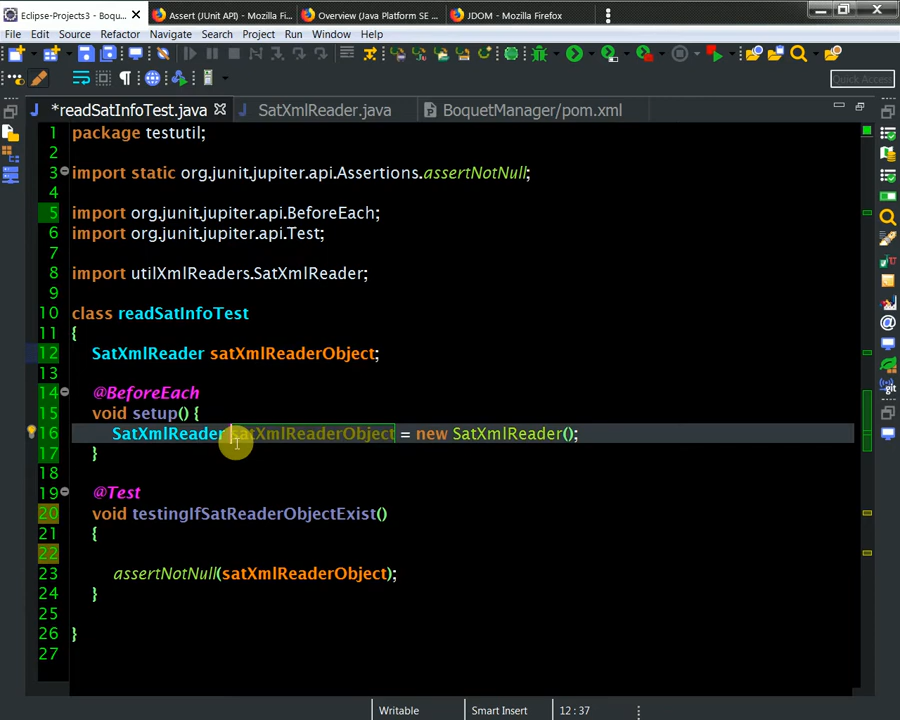 Eclipse-Projects3 - Boqu... Assert (JUnit API) - Mozilla Fi... Overview (Java Platform SE ... JDOM - Mozilla Firefox
File Edit Source Refactor Navigate Search Project Run Window Help
Quick Access
*readSatInfoTest.java SatXmlReader.java BoquetManager/pom.xml
1 package testutil;
2
3 import static org.junit.jupiter.api.Assertions.assertNotNull;
4
5 import org.junit.jupiter.api.BeforeEach;
6 import org.junit.jupiter.api.Test;
7
8 import utilXmlReaders.SatXmlReader;
9
10 class readSatInfoTest
11 {
12 SatXmlReader satXmlReaderObject;
13
14 @BeforeEach
15 void setup() {
16 SatXmlReader satXmlReaderObject = new SatXmlReader();
17 }
18
19 @Test
20 void testingIfSatReaderObjectExist()
21 {
22
23 assertNotNull(satXmlReaderObject);
24 }
25
26 }
27
Writable Smart Insert 12 : 37